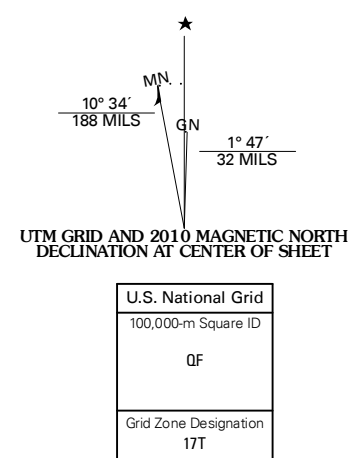 MN
10° 34´
188 MILS
GN
1° 47´
32 MILS
UTM GRID AND 2010 MAGNETIC NORTH
DECLINATION AT CENTER OF SHEET
U.S. National Grid
100,000-m Square ID
QF
Grid Zone Designation
17T